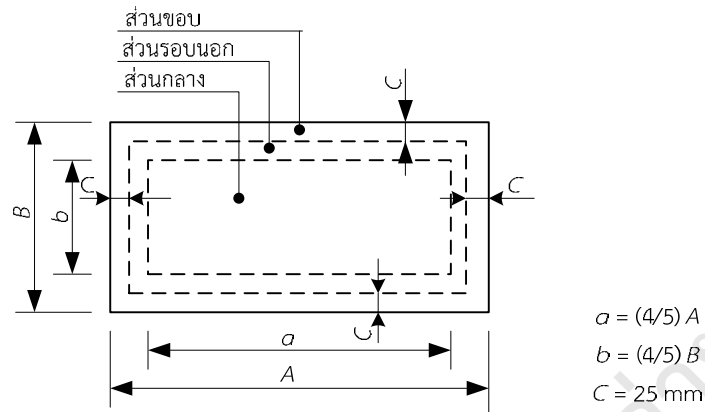 ส่วนขอบ
ส่วนรอบนอก
ส่วนกลาง
C
B
b
C
C
C
a
A
a = (4/5) A
b = (4/5) B
C = 25 mm